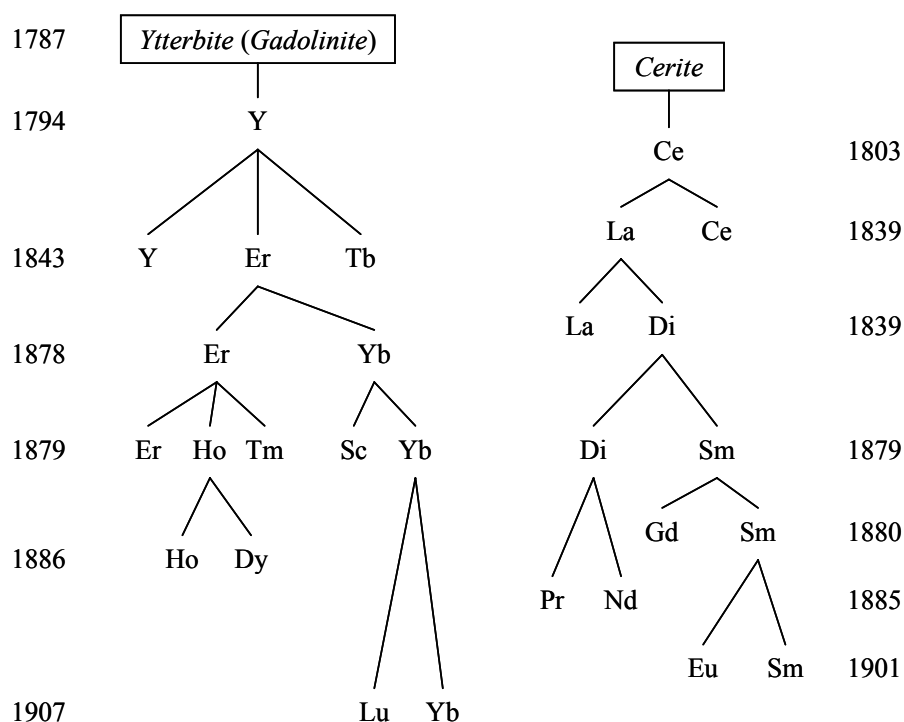 1787 Ytterbite (Gadolinite)
Cerite
1794 Y
Ce 1803
La Ce 1839
1843 Y Er Tb
La Di 1839
1878 Er Yb
1879 Er Ho Tm Sc Yb Di Sm 1879
Gd Sm 1880
1886 Ho Dy
Pr Nd 1885
Eu Sm 1901
1907 Lu Yb